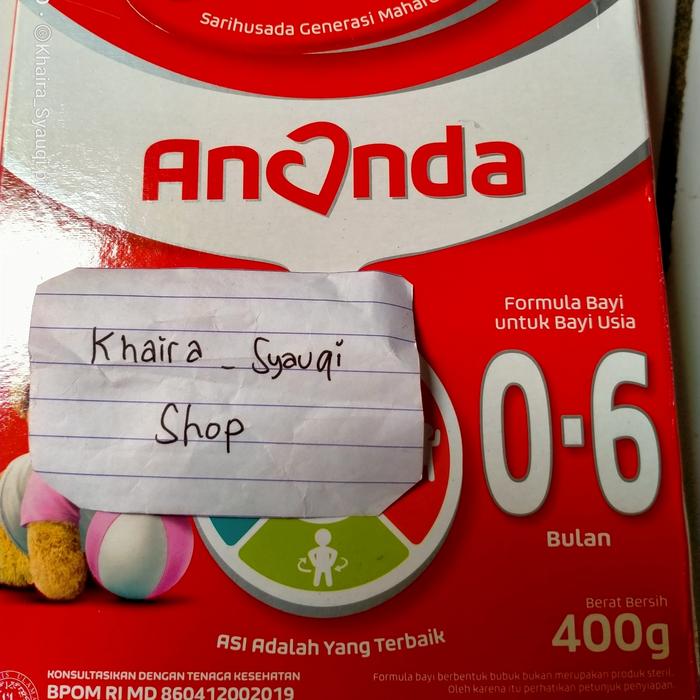 Sarihusada Generasi Mahar
©Khaira_Syauqi
Ananda
Khaira _ Syauqi
Shop
Formula Bayi
untuk Bayi Usia
0-6
Bulan
ASI Adalah Yang Terbaik
Berat Bersih
400g
KONSULTASIKAN DENGAN TENAGA KESEHATAN
BPOM RI MD 860412002019
Formula bayi berbentuk bubuk bukan merupakan produk steril.
Oleh karena itu perhatikan petunjuk penyiapan.